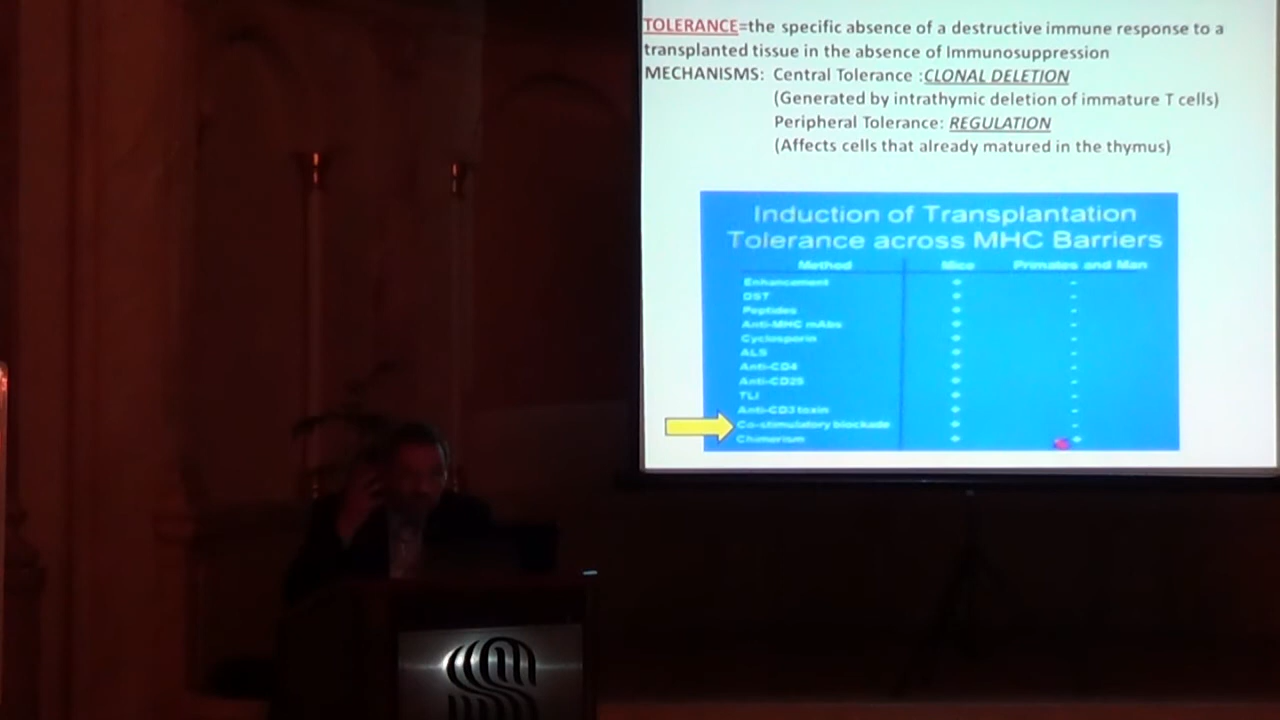 TOLERANCE=the specific absence of a destructive immune response to a
transplanted tissue in the absence of Immunosuppression
MECHANISMS: Central Tolerance :CLONAL DELETION
(Generated by intrathymic deletion of immature T cells)
Peripheral Tolerance: REGULATION
(Affects cells that already matured in the thymus)
Induction of Transplantation
Tolerance across MHC Barriers
Method Mice Primates and Man
Enhancement + -
DST + -
Peptides + -
Anti-MHC mAbs + -
Cyclosporin + -
ALS + -
Anti-CD4 + -
Anti-CD25 + -
TLI + -
Anti-CD3 toxin + -
Co-stimulatory blockade + -
Chimerism + +